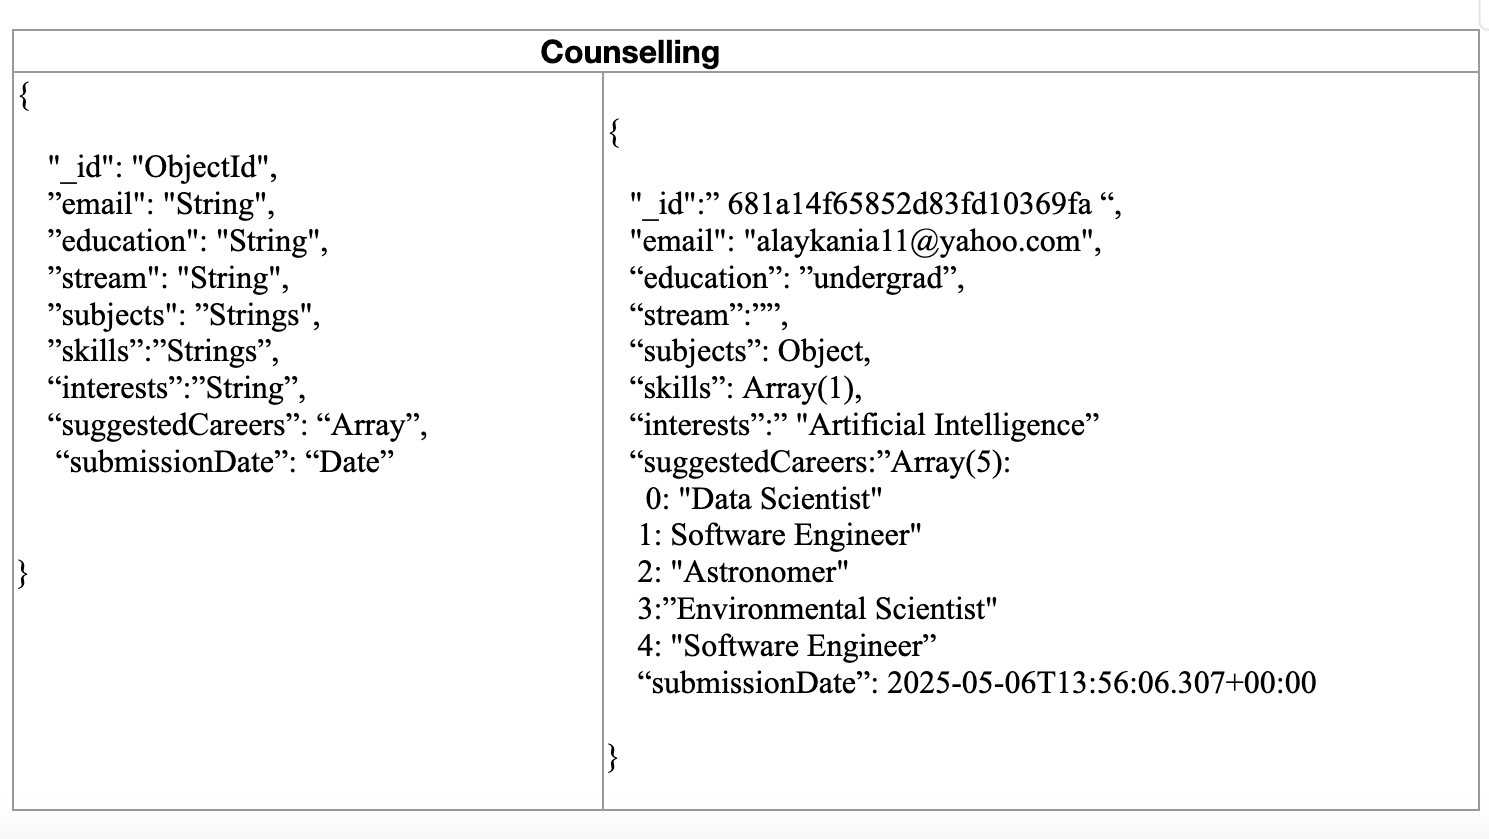 Counselling
{
"_id": "ObjectId",
”email": "String",
”education": "String",
”stream": "String",
”subjects": ”Strings",
”skills”:”Strings”,
“interests”:”String”,
“suggestedCareers”: “Array”,
“submissionDate”: “Date”
}
{
"_id":” 681a14f65852d83fd10369fa “,
"email": "alaykania11@yahoo.com",
“education”: ”undergrad”,
“stream”:””,
“subjects”: Object,
“skills”: Array(1),
“interests”:” "Artificial Intelligence”
“suggestedCareers:”Array(5):
0: "Data Scientist"
1: Software Engineer"
2: "Astronomer"
3:”Environmental Scientist"
4: "Software Engineer”
“submissionDate”: 2025-05-06T13:56:06.307+00:00
}